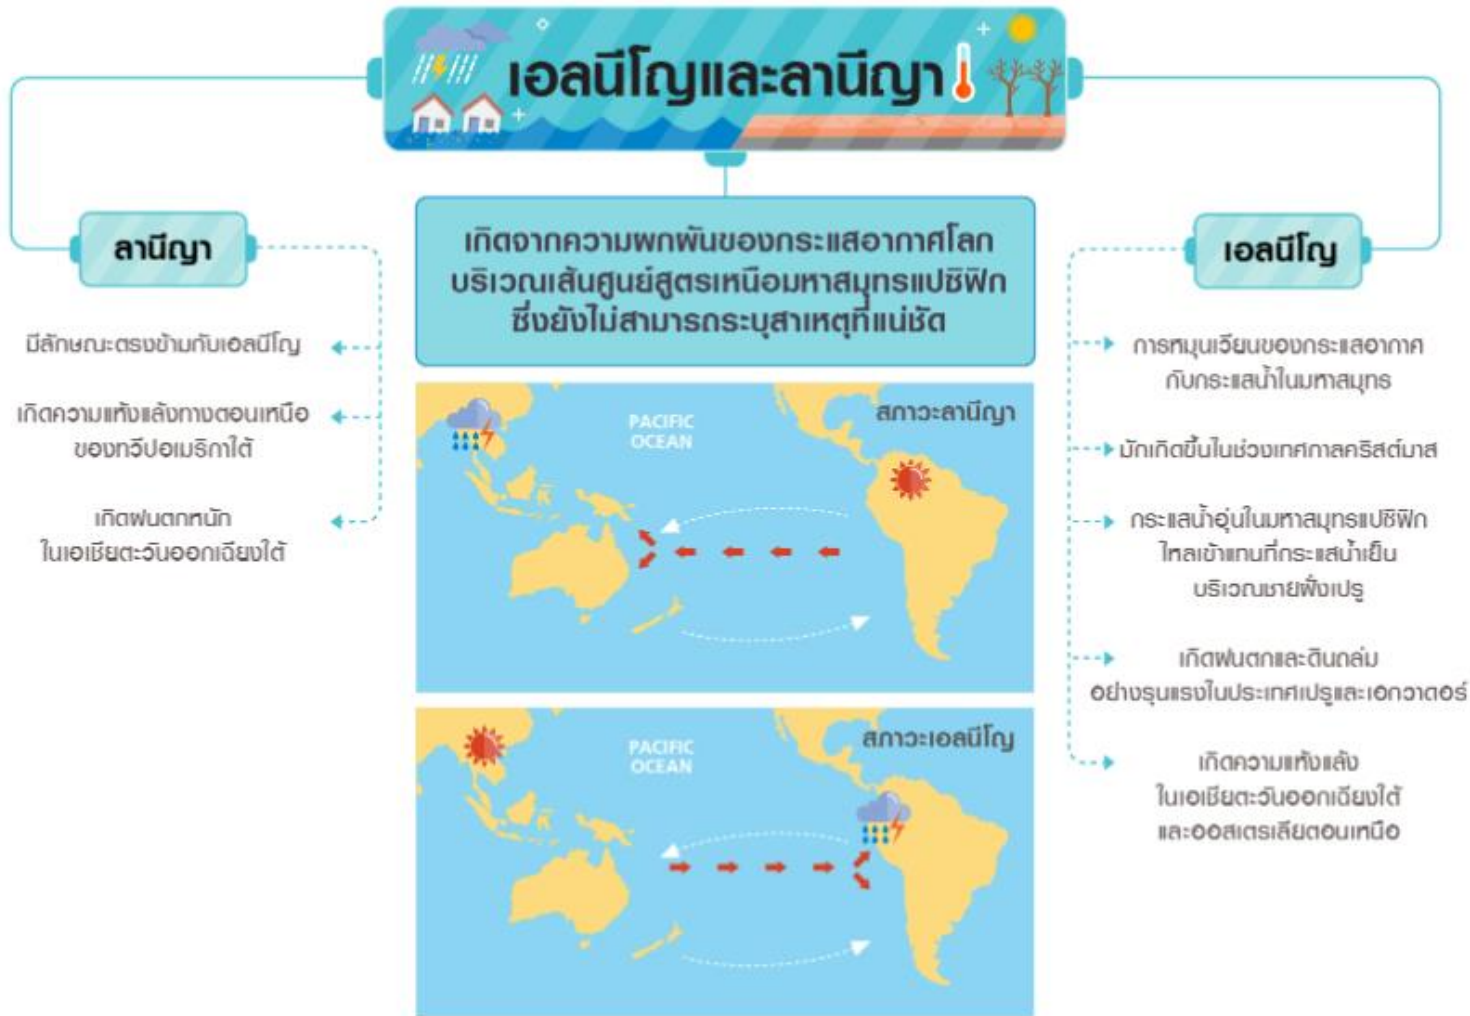 เอลนีโญและลานีญา
ลานีญา
มีลักษณะตรงข้ามกับเอลนีโญ
เกิดความแห้งแล้งทางตอนเหนือ
ของทวีปอเมริกาใต้
เกิดฝนตกหนัก
ในเอเชียตะวันออกเฉียงใต้
เกิดจากความผกผันของกระแสอากาศโลก
บริเวณเส้นศูนย์สูตรเหนือมหาสมุทรแปซิฟิก
ซึ่งยังไม่สามารถระบุสาเหตุที่แน่ชัด
PACIFIC
OCEAN
สภาวะลานีญา
PACIFIC
OCEAN
สภาวะเอลนีโญ
เอลนีโญ
การหมุนเวียนของกระแสอากาศ
กับกระแสน้ำในมหาสมุทร
มักเกิดขึ้นในช่วงเทศกาลคริสต์มาส
กระแสน้ำอุ่นในมหาสมุทรแปซิฟิก
ไหลเข้าแทนที่กระแสน้ำเย็น
บริเวณชายฝั่งเปรู
เกิดฝนตกและดินถล่ม
อย่างรุนแรงในประเทศเปรูและเอกวาดอร์
เกิดความแห้งแล้ง
ในเอเชียตะวันออกเฉียงใต้
และออสเตรเลียตอนเหนือ